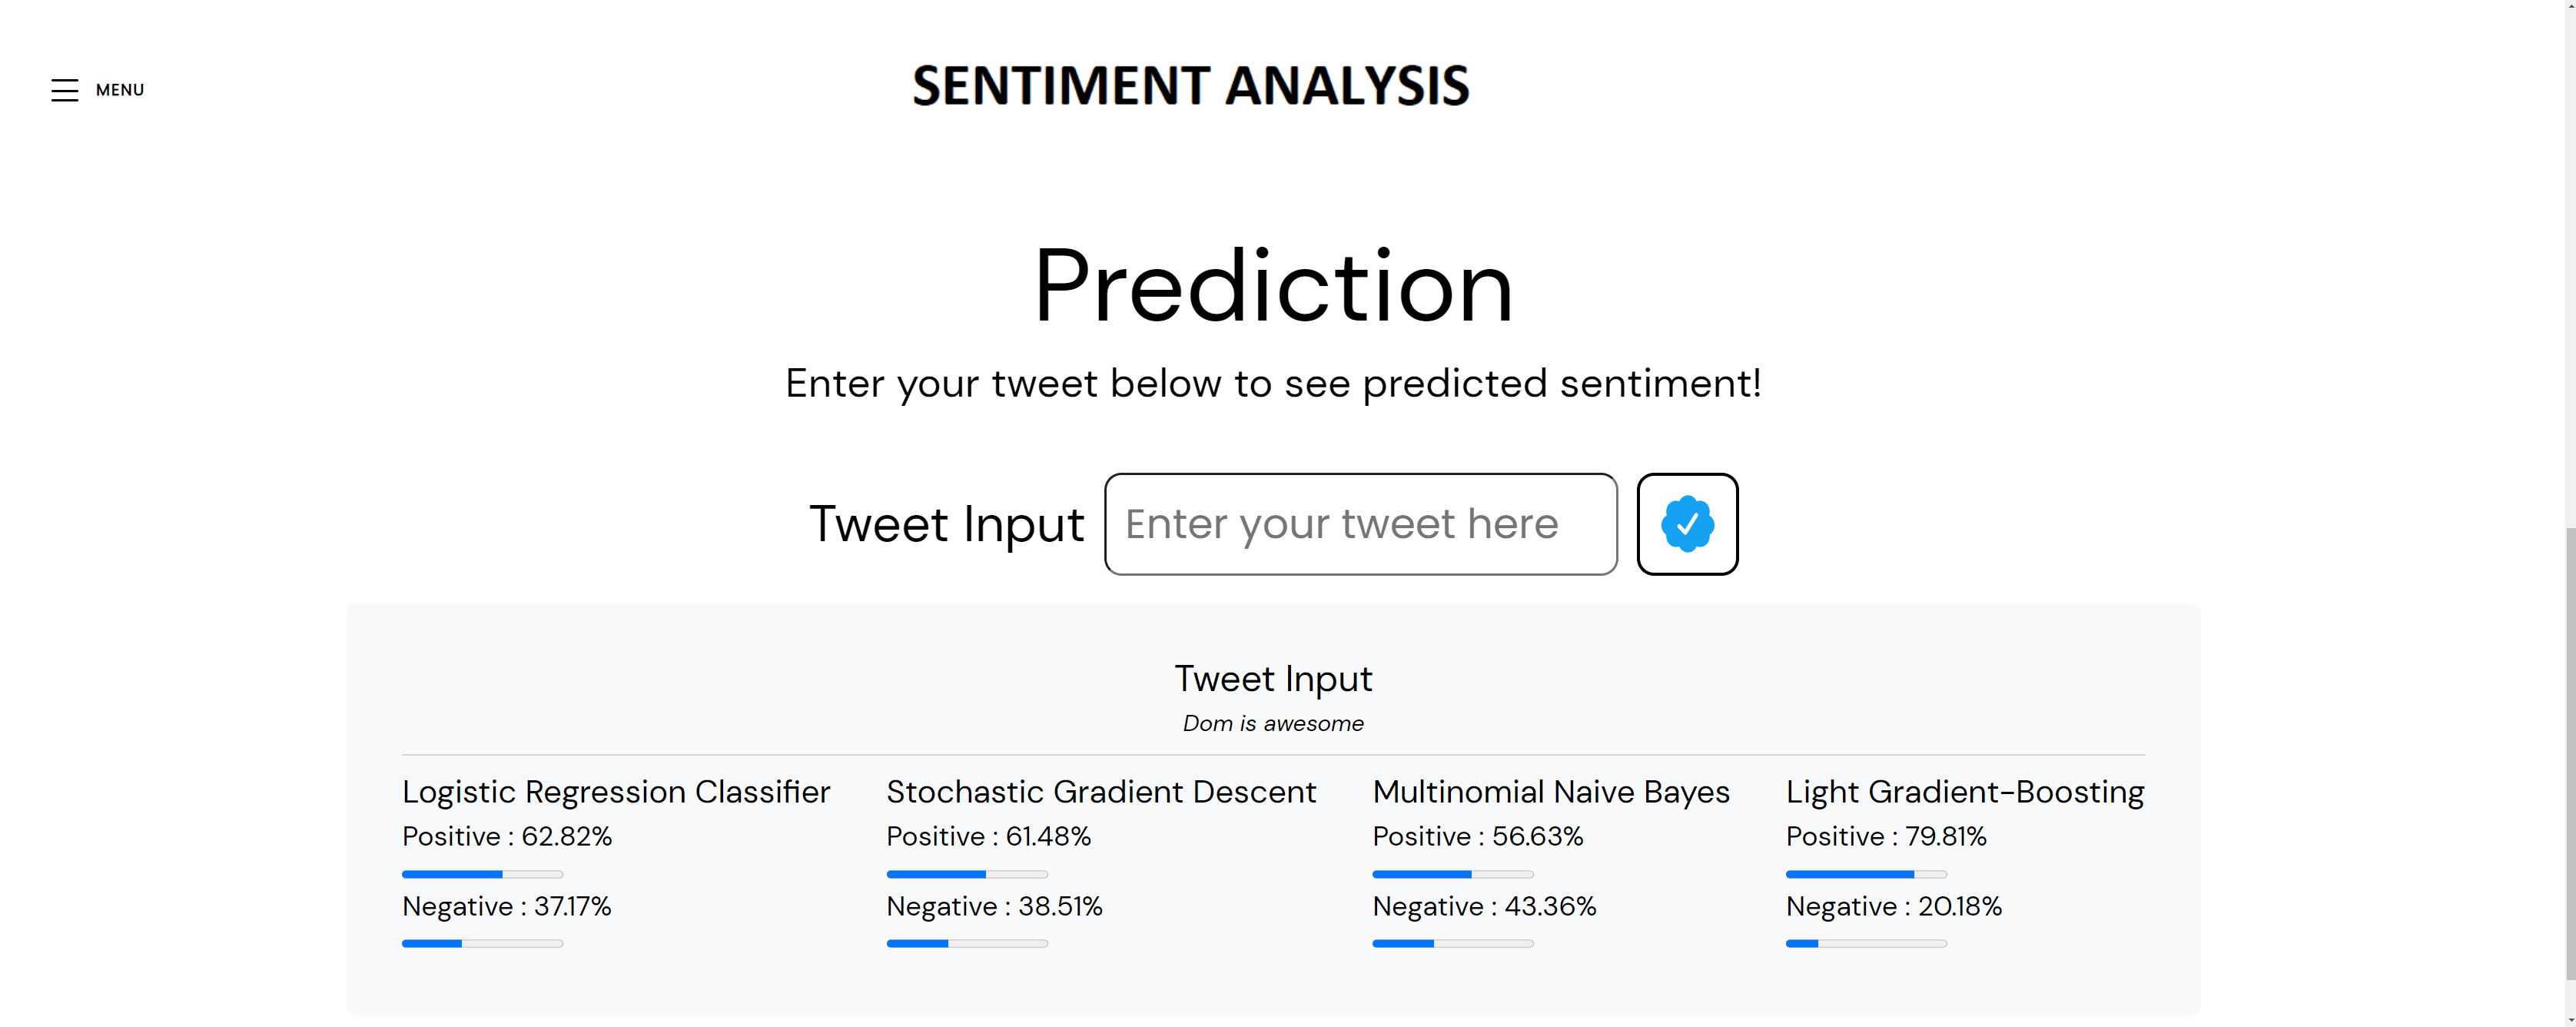 MENU
SENTIMENT ANALYSIS
Prediction
Enter your tweet below to see predicted sentiment!
Tweet Input
Enter your tweet here
Tweet Input
Dom is awesome
Logistic Regression Classifier
Positive : 62.82%
Negative : 37.17%
Stochastic Gradient Descent
Positive : 61.48%
Negative : 38.51%
Multinomial Naive Bayes
Positive : 56.63%
Negative : 43.36%
Light Gradient-Boosting
Positive : 79.81%
Negative : 20.18%